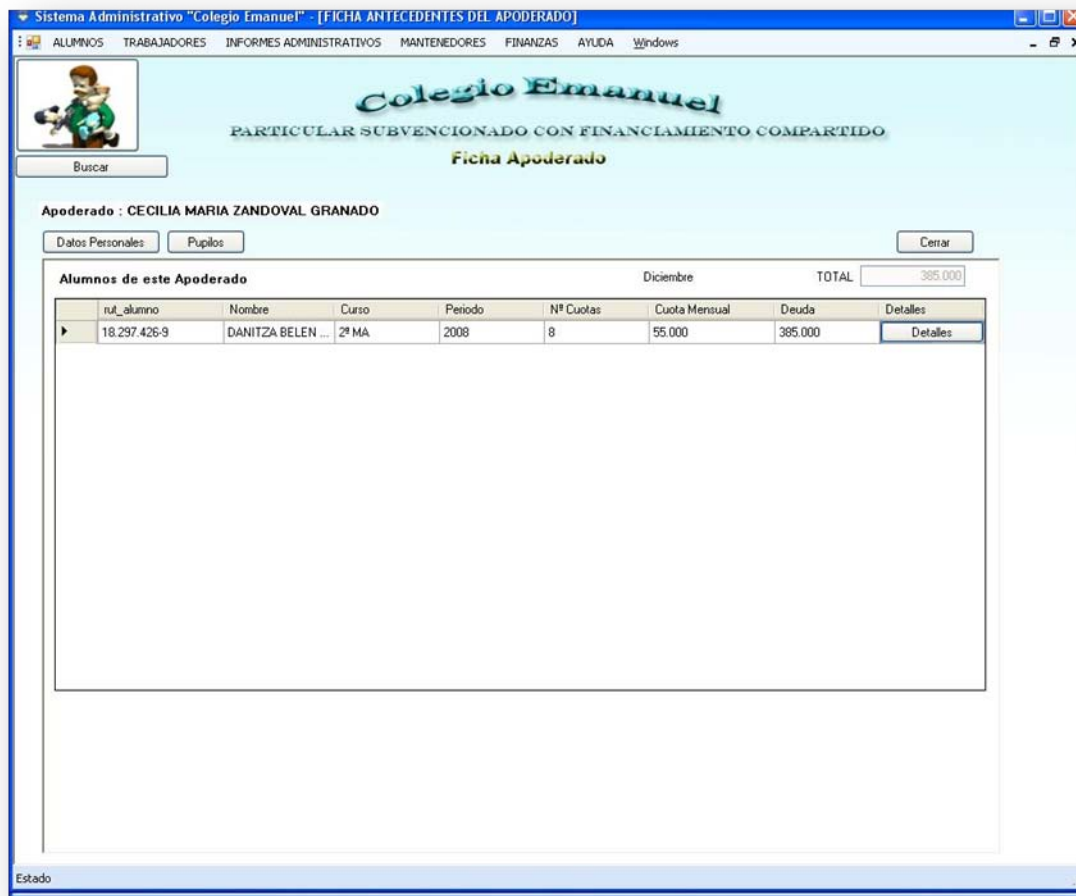 Sistema Administrativo "Colegio Emanuel" - [FICHA ANTECEDENTES DEL APODERADO]
ALUMNOS TRABAJADORES INFORMES ADMINISTRATIVOS MANTENEDORES FINANZAS AYUDA Windows
Colegio Emanuel
PARTICULAR SUBVENCIONADO CON FINANCIAMIENTO COMPARTIDO
Ficha Apoderado
Buscar
Apoderado : CECILIA MARIA ZANDOVAL GRANADO
Datos Personales Pupilos Cerrar
Alumnos de este Apoderado Diciembre TOTAL 385.000
rut_alumno Nombre Curso Periodo Nº Cuotas Cuota Mensual Deuda Detalles
18.297.426-9 DANITZA BELEN ... 2ª MA 2008 8 55.000 385.000 Detalles
Estado